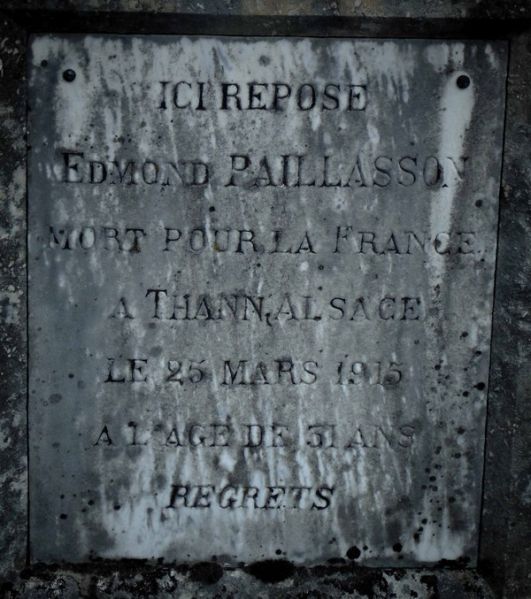 ICI REPOSE
EDMOND PAILLASSON
MORT POUR LA FRANCE
A THANN, ALSACE
LE 25 MARS 1915
A L'AGE DE 31 ANS
REGRETS